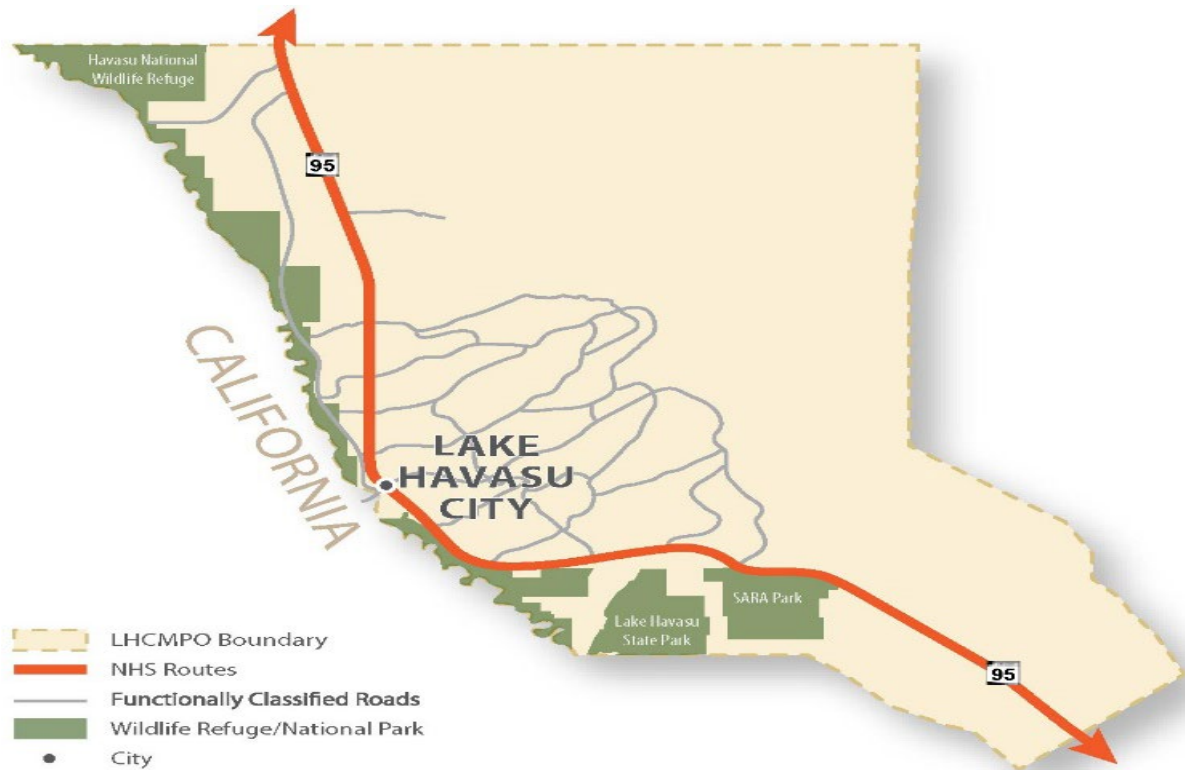 Havasu National
Wildlife Refuge
95
CALIFORNIA
LAKE
HAVASU
CITY
SARA Park
Lake Havasu
State Park
95
LHCMPO Boundary
NHS Routes
Functionally Classified Roads
Wildlife Refuge/National Park
City